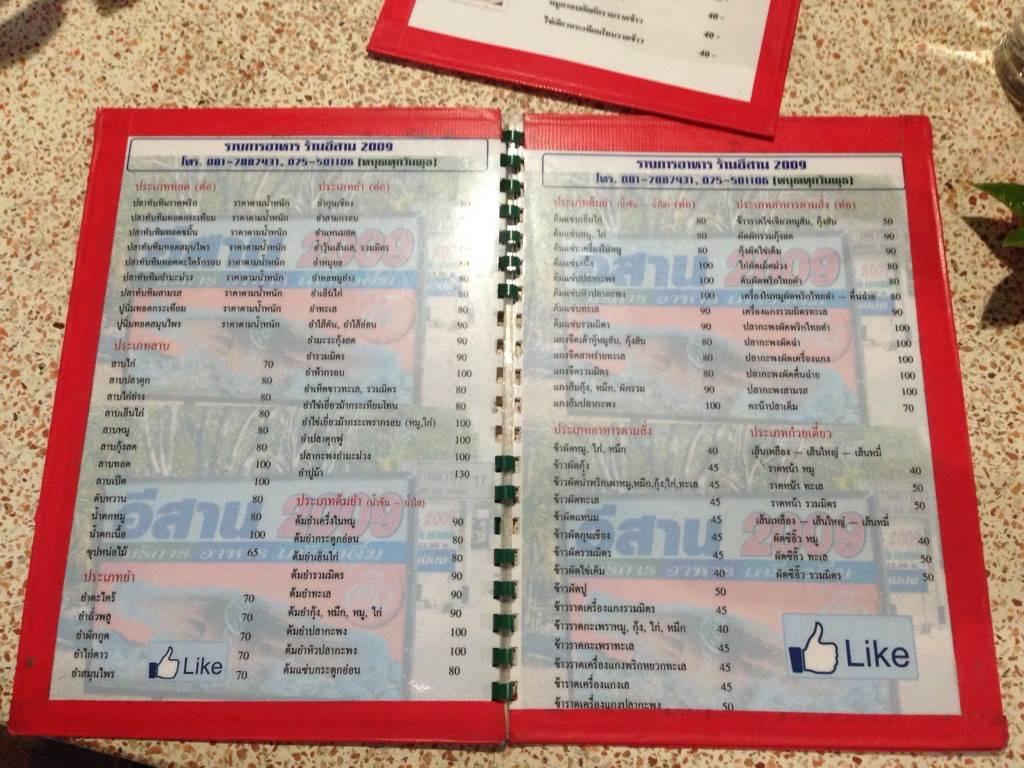 40 -
ไข่เจียวกระเทียมโทนราดข้าว 40 -
40 -
รายการอาหาร ร้านอีสาน 2009
โทร. 081-7887431, 075-501106 [หยุดทุกวันพุธ]
ประเภททอด (ต่อ)
ปลาทับทิมราดพริก ราคาตามน้ำหนัก
ปลาทับทิมทอดกระเทียม ราคาตามน้ำหนัก
ปลาทับทิมทอดขมิ้น ราคาตามน้ำหนัก
ปลาทับทิมทอดสมุนไพร ราคาตามน้ำหนัก
ปลาทับทิมทอดตะไคร้กรอบ ราคาตามน้ำหนัก
ปลาทับทิมยำมะม่วง ราคาตามน้ำหนัก
ปลาทับทิมสามรส ราคาตามน้ำหนัก
ปูนิ่มทอดกระเทียม ราคาตามน้ำหนัก
ปูนิ่มทอดสมุนไพร ราคาตามน้ำหนัก
ประเภทลาบ
ลาบไก่ 70
ลาบปลาดุก 80
ลาบไก่ย่าง 80
ลาบเอ็นไก่ 80
ลาบหมู 80
ลาบกุ้งสด 80
ลาบทอด 100
ลาบเป็ด 100
ตับหวาน 80
น้ำตกหมู 80
น้ำตกเนื้อ 100
ซุปหน่อไม้ 65
ประเภทยำ
ยำตะไคร้ 70
ยำถั่วพลู 70
ยำผักกูด 70
ยำไก่ดาว 70
ยำสมุนไพร 70
Like
ประเภทยำ (ต่อ)
ยำกุนเชียง
ยำสามกรอบ
ยำแหนมสด
ยำวุ้นเส้นเล, รวมมิตร
ยำหมูยอ
ยำคอหมูย่าง
ยำเอ็นไก่ 80
ยำทะเล 80
ยำไส้ตัน, ยำไส้อ่อน 90
ยำมะระกุ้งสด 90
ยำรวมมิตร 90
ยำหัวกรอบ 100
ยำเห็ดขาวทะเล, รวมมิตร 80
ยำไข่เยี่ยวม้ากระเทียมโทน 80
ยำไข่เยี่ยวม้ากระเพรากรอบ (หมู,ไก่) 100
ยำปลาดุกฟู 100
ปลากะพงยำมะม่วง 100
ยำปูม้า 130
ประเภทต้มยำ (น้ำข้น - น้ำใส)
ต้มยำเครื่องในหมู 90
ต้มยำกระดูกอ่อน 80
ต้มยำเอ็นไก่ 80
ต้มยำรวมมิตร 90
ต้มยำทะเล 90
ต้มยำกุ้ง, หมึก, หมู, ไก่ 90
ต้มยำปลากะพง 100
ต้มยำหัวปลากะพง 100
ต้มแซ่บกระดูกอ่อน 80
รายการอาหาร ร้านอีสาน 2009
โทร. 081-7887431, 075-501106 [หยุดทุกวันพุธ]
ประเภทต้มยำ (น้ำข้น - น้ำใส) (ต่อ)
ต้มแซ่บเอ็นไก่ 80
ต้มแซ่บหมู, ไก่ 80
ต้มแซ่บเครื่องในหมู 80
ต้มแซ่บเนื้อ 100
ต้มแซ่บปลากะพง 100
ต้มแซ่บหัวปลากะพง 100
ต้มแซ่บทะเล 90
ต้มแซ่บรวมมิตร 90
แกงจืดเต้าหู้หมูสับ, กุ้งสับ 80
แกงจืดสาหร่ายทะเล 80
แกงจืดรวมมิตร 80
แกงส้มกุ้ง, หมึก, ผักรวม 90
แกงส้มปลากะพง 100
ประเภทอาหารตามสั่ง
ข้าวผัดหมู, ไก่, หมึก 40
ข้าวผัดกุ้ง 45
ข้าวผัดน้ำพริกเผาหมู,หมึก,กุ้ง,ไก่,ทะเล 45
ข้าวผัดทะเล 45
ข้าวผัดแหนม 45
ข้าวผัดกุนเชียง 45
ข้าวผัดรวมมิตร 45
ข้าวผัดไข่เค็ม 40
ข้าวผัดปู 50
ข้าวราดเครื่องแกงรวมมิตร 45
ข้าวราดกะเพราหมู, กุ้ง, ไก่, หมึก 40
ข้าวราดกะเพราทะเล 45
ข้าวราดเครื่องแกงพริกหยวกทะเล 45
ข้าวราดเครื่องแกงเล 45
ข้าวราดเครื่องแกงปลากะพง 50
ประเภทอาหารตามสั่ง (ต่อ)
ข้าวราดไข่เจียวหมูสับ, กุ้งสับ 50
ผัดผักรวมกุ้งสด 90
กุ้งผัดไข่เค็ม 90
ไก่ผัดเม็ดม่วง 80
ตับผัดพริกไทยดำ 80
เครื่องในหมูผัดพริกไทยดำ - คื่นฉ่าย 80
เครื่องแกงรวมมิตรทะเล 90
ปลากะพงผัดพริกไทยดำ 100
ปลากะพงผัดฉ่า 100
ปลากะพงผัดเครื่องแกง 100
ปลากะพงผัดคื่นฉ่าย 100
ปลากะพงสามรส 100
คะน้าปลาเค็ม 70
ประเภทก๋วยเตี๋ยว
เส้นเหลือง - เส้นใหญ่ - เส้นหมี่
ราดหน้า หมู 40
ราดหน้า ทะเล 50
ราดหน้า รวมมิตร 50
เส้นเหลือง - เส้นใหญ่ - เส้นหมี่
ผัดซีอิ๊ว หมู 40
ผัดซีอิ๊ว ทะเล 50
ผัดซีอิ๊ว รวมมิตร 50
Like